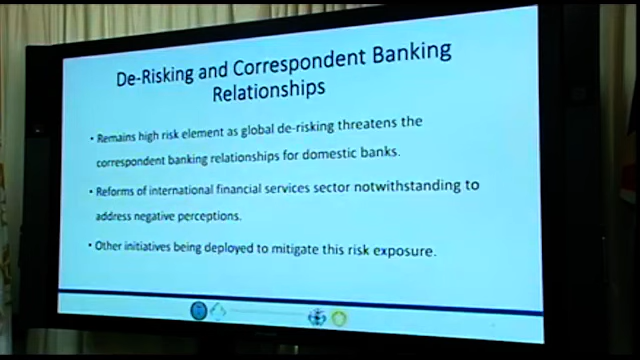 De-Risking and Correspondent Banking
Relationships
• Remains high risk element as global de-risking threatens the
correspondent banking relationships for domestic banks.
• Reforms of international financial services sector notwithstanding to
address negative perceptions.
• Other initiatives being deployed to mitigate this risk exposure.